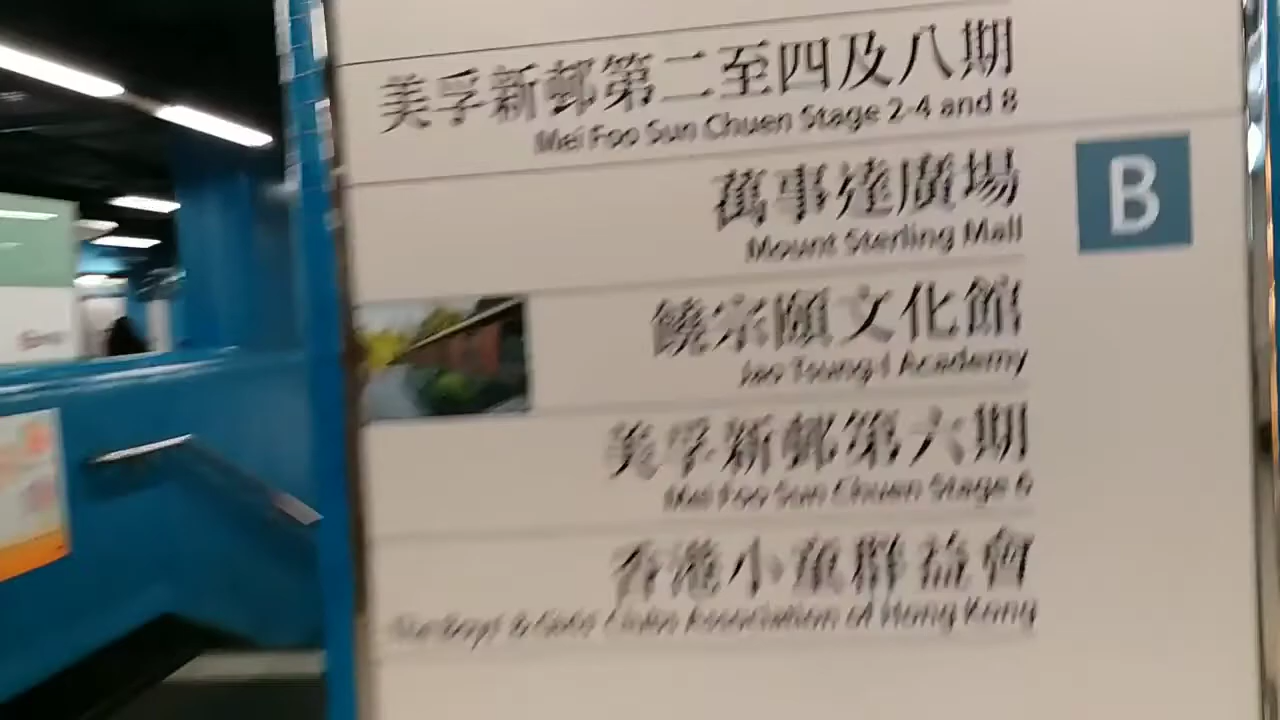 美孚新邨第二至四及八期
Mei Foo Sun Chuen Stage 2-4 and 8
萬事達廣場
Mount Sterling Mall
B
饒宗頤文化館
Jao Tsung-I Academy
美孚新邨第六期
Mei Foo Sun Chuen Stage 6
香港小童群益會
The Boys' & Girls' Clubs Association of Hong Kong